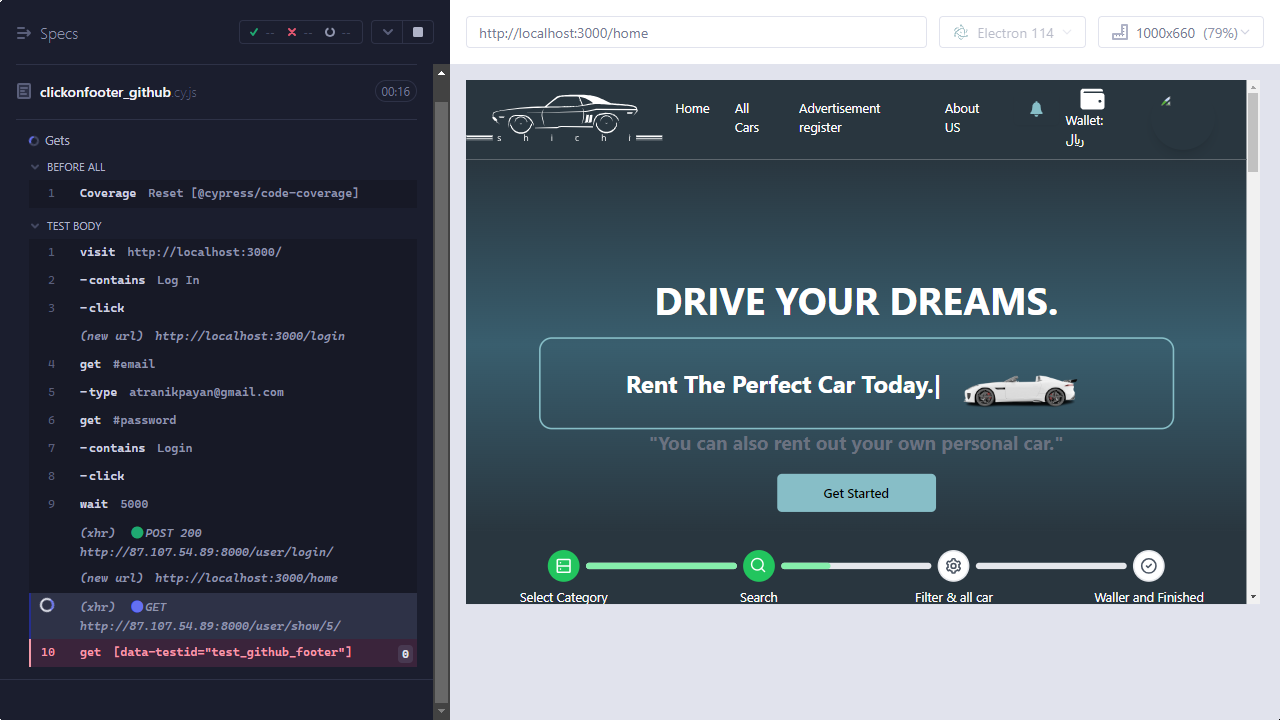 Specs
--
--
--
clickonfooter_github.cy.js
00:16
Gets
BEFORE ALL
1 Coverage Reset [@cypress/code-coverage]
TEST BODY
1 visit http://localhost:3000/
2 -contains Log In
3 -click
(new url) http://localhost:3000/login
4 get #email
5 -type atranikpayan@gmail.com
6 get #password
7 -contains Login
8 -click
9 wait 5000
(xhr) POST 200
http://87.107.54.89:8000/user/login/
(new url) http://localhost:3000/home
(xhr) GET
http://87.107.54.89:8000/user/show/5/
10 get [data-testid="test_github_footer"] 0
http://localhost:3000/home
Electron 114
1000x660 (79%)
s h i c h i
Home
All
Cars
Advertisement
register
About
US
Wallet:
ریال
DRIVE YOUR DREAMS.
Rent The Perfect Car Today.|
"You can also rent out your own personal car."
Get Started
Select Category
Search
Filter & all car
Waller and Finished